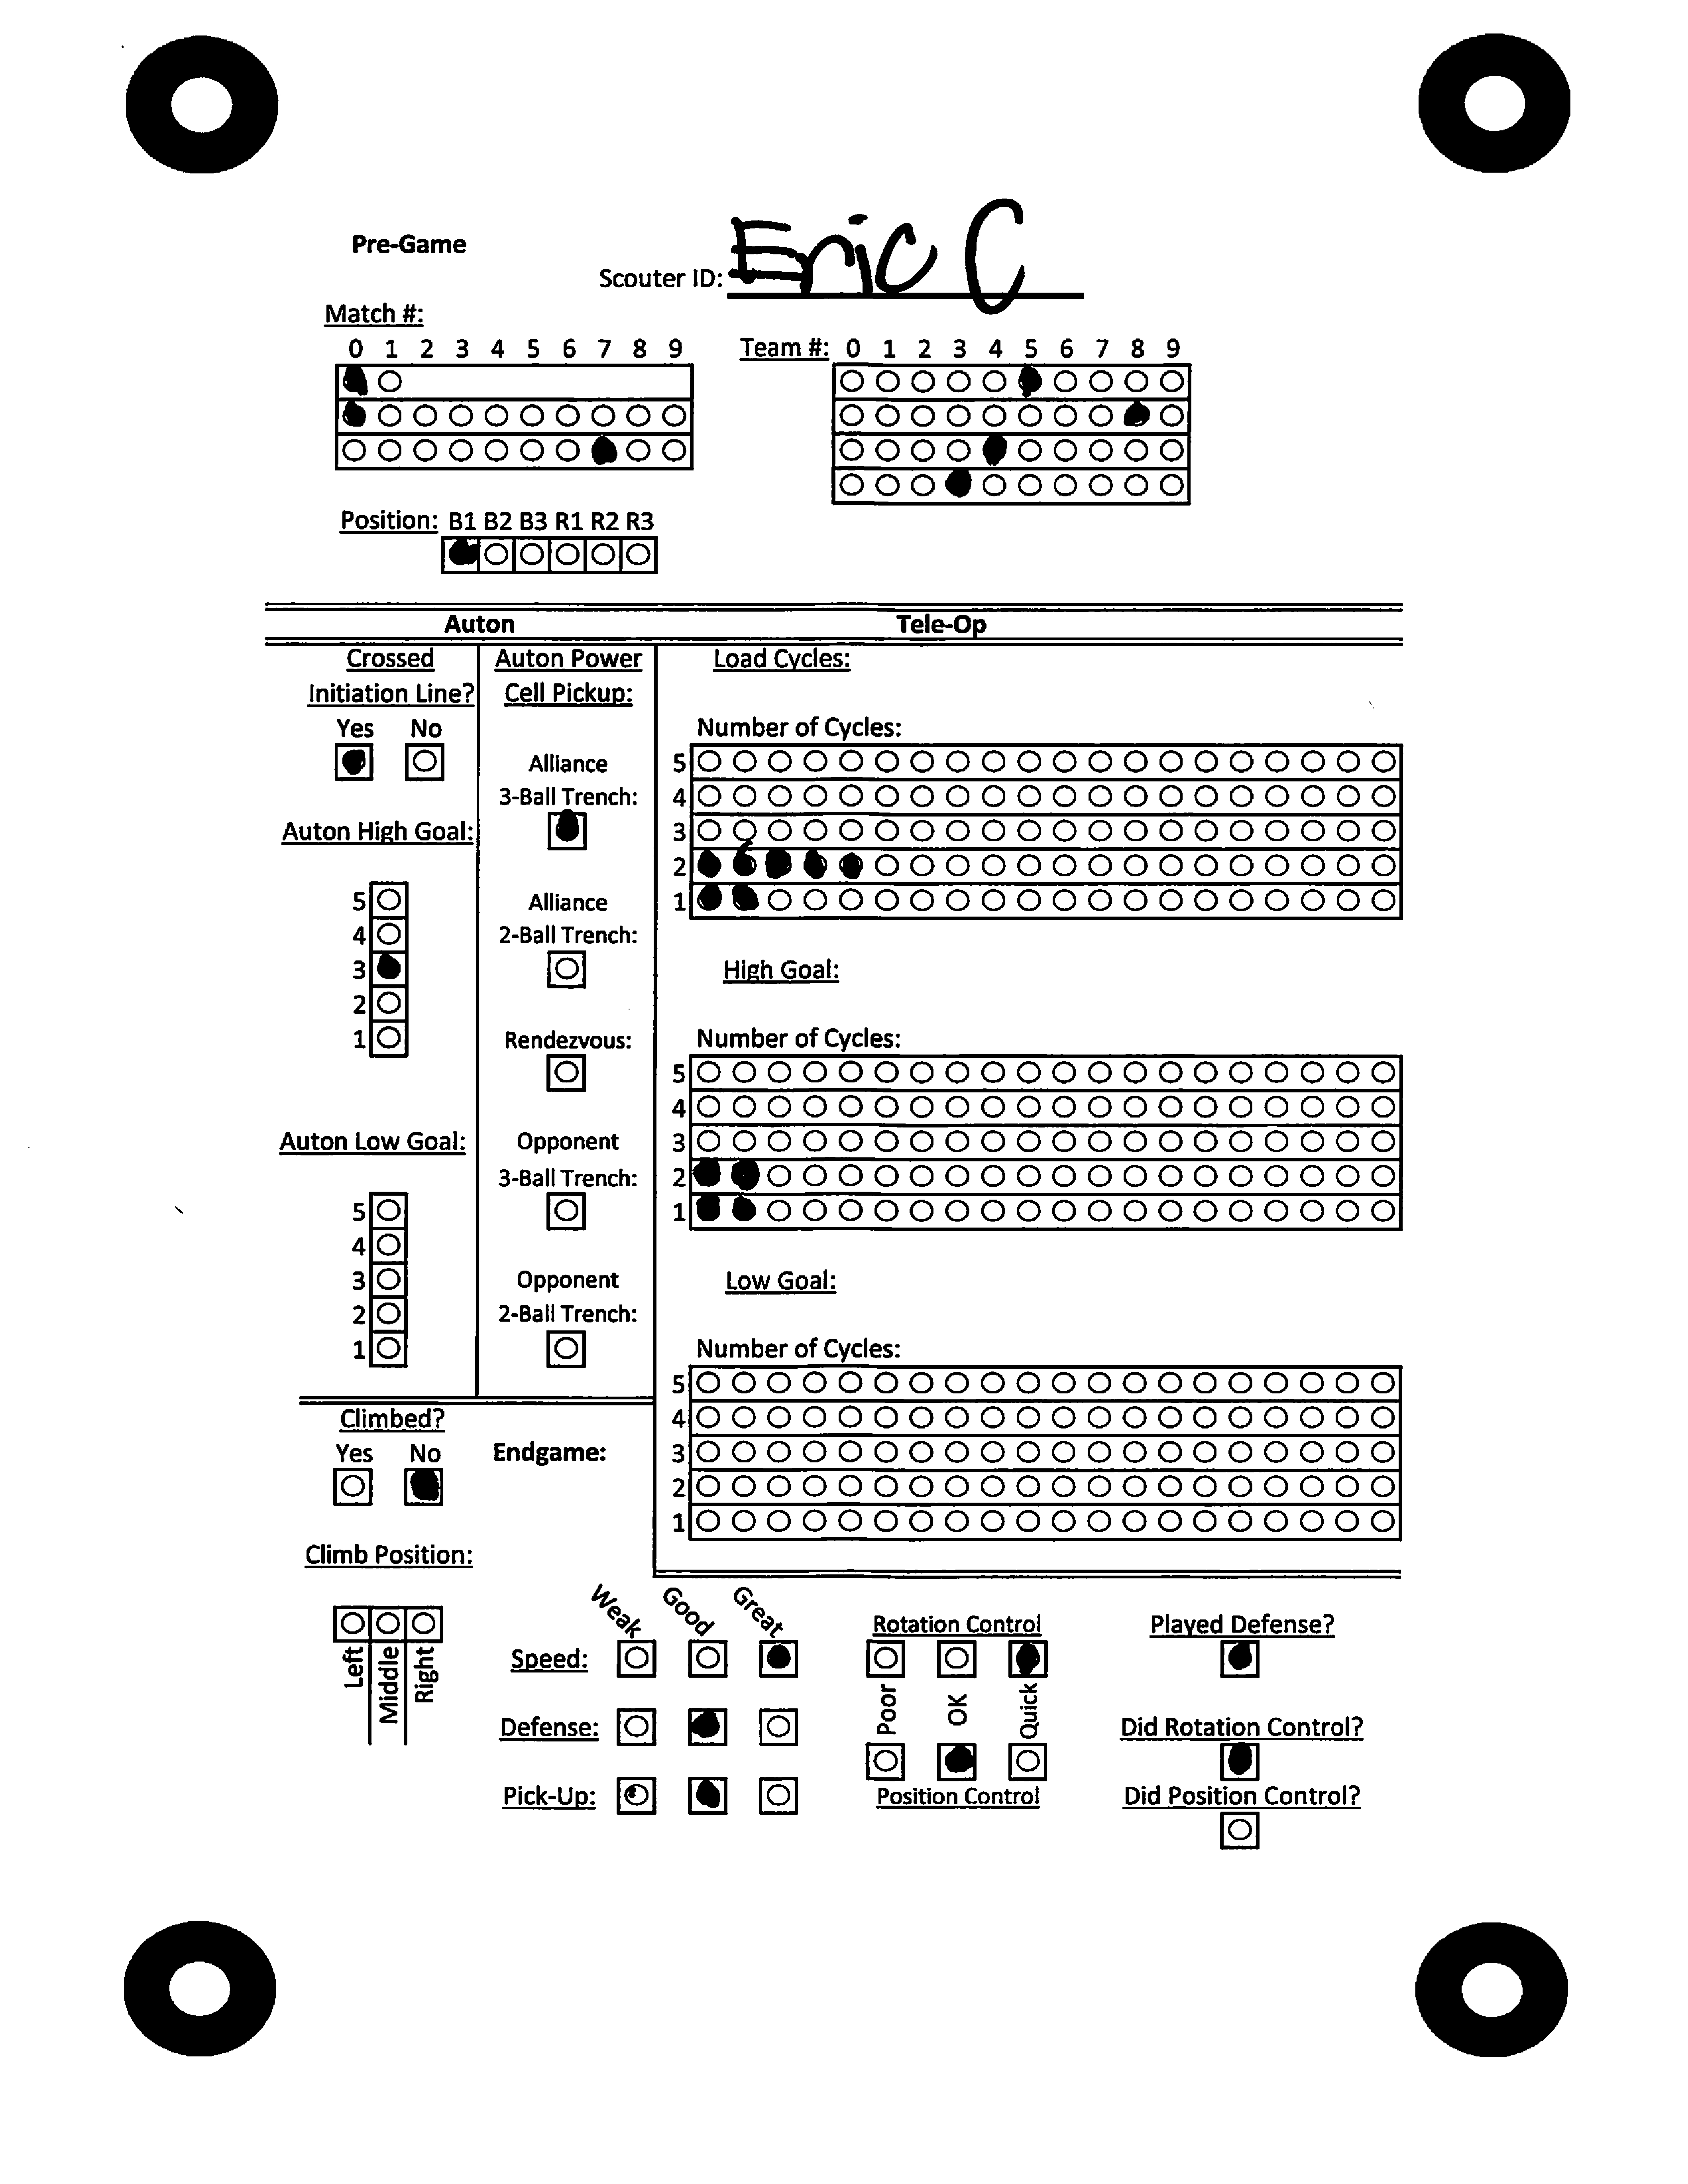 Pre-Game
Scouter ID: Eric C
Match #:
0 1 2 3 4 5 6 7 8 9
Team #: 0 1 2 3 4 5 6 7 8 9
Position: B1 B2 B3 R1 R2 R3
Auton
Tele-Op
Crossed
Initiation Line?
Yes No
Auton High Goal:
5
4
3
2
1
Auton Low Goal:
5
4
3
2
1
Auton Power
Cell Pickup:
Alliance
3-Ball Trench:
Alliance
2-Ball Trench:
Rendezvous:
Opponent
3-Ball Trench:
Opponent
2-Ball Trench:
Load Cycles:
Number of Cycles:
5
4
3
2
1
High Goal:
Number of Cycles:
5
4
3
2
1
Low Goal:
Number of Cycles:
5
4
3
2
1
Climbed?
Yes No
Endgame:
Climb Position:
Left
Middle
Right
Weak
Good
Great
Speed:
Defense:
Pick-Up:
Rotation Control
Poor
OK
Quick
Position Control
Played Defense?
Did Rotation Control?
Did Position Control?